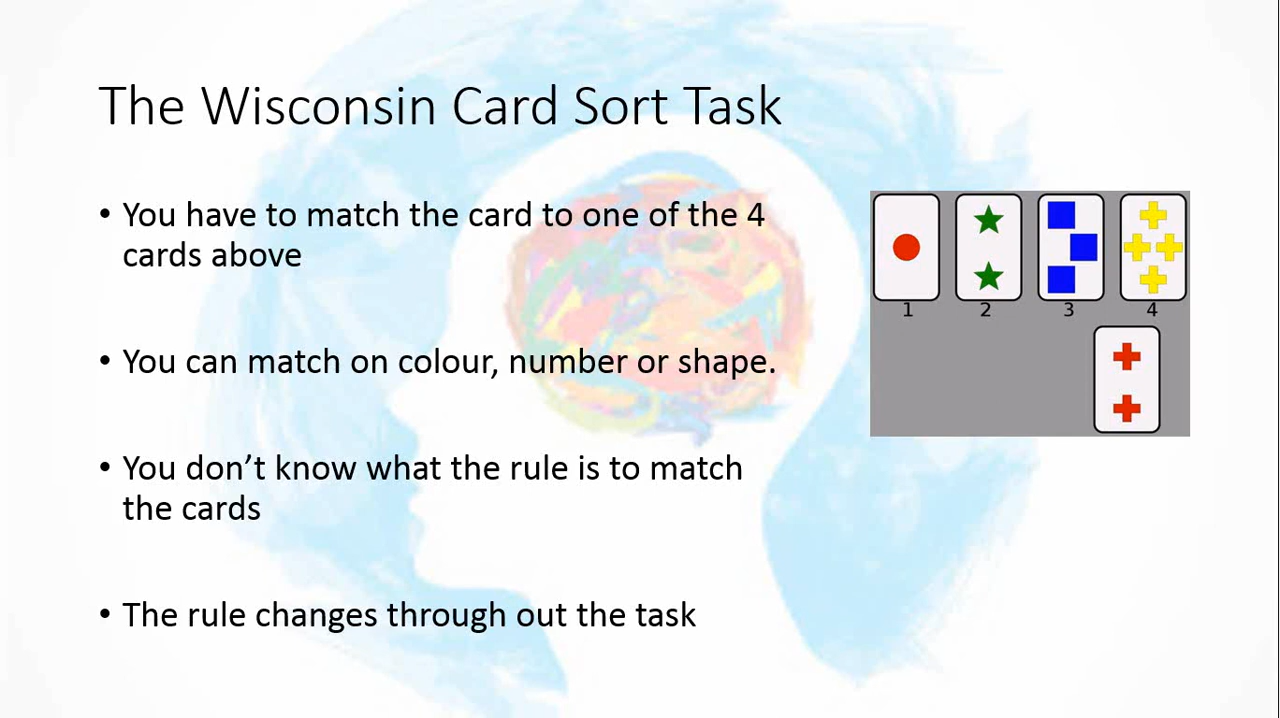 The Wisconsin Card Sort Task
• You have to match the card to one of the 4
cards above
• You can match on colour, number or shape.
• You don’t know what the rule is to match
the cards
• The rule changes through out the task
1 2 3 4